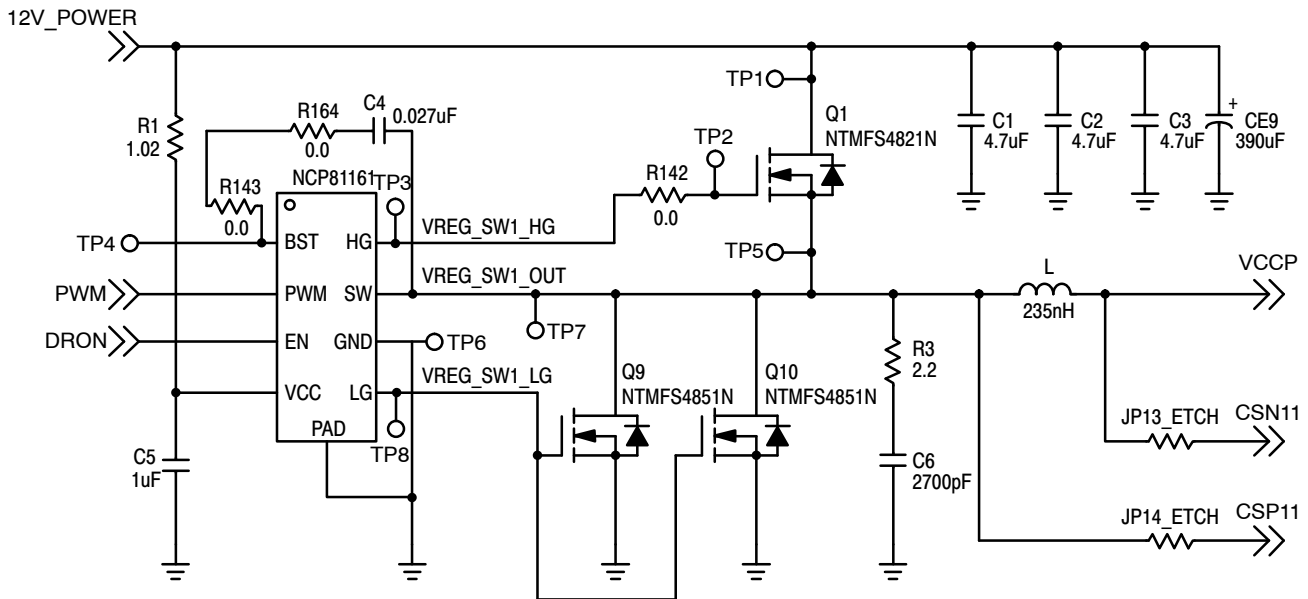 12V_POWER
TP1
R1
1.02
R164
0.0
C4
0.027uF
Q1
NTMFS4821N
C1
4.7uF
C2
4.7uF
C3
4.7uF
+
CE9
390uF
R143
0.0
NCP81161
TP3
TP2
R142
0.0
TP4
BST
HG
VREG_SW1_HG
TP5
PWM
PWM
SW
VREG_SW1_OUT
TP7
L
235nH
VCCP
DRON
EN
GND
TP6
VCC
LG
VREG_SW1_LG
TP8
PAD
Q9
NTMFS4851N
Q10
NTMFS4851N
R3
2.2
C5
1uF
C6
2700pF
JP13_ETCH
CSN11
JP14_ETCH
CSP11